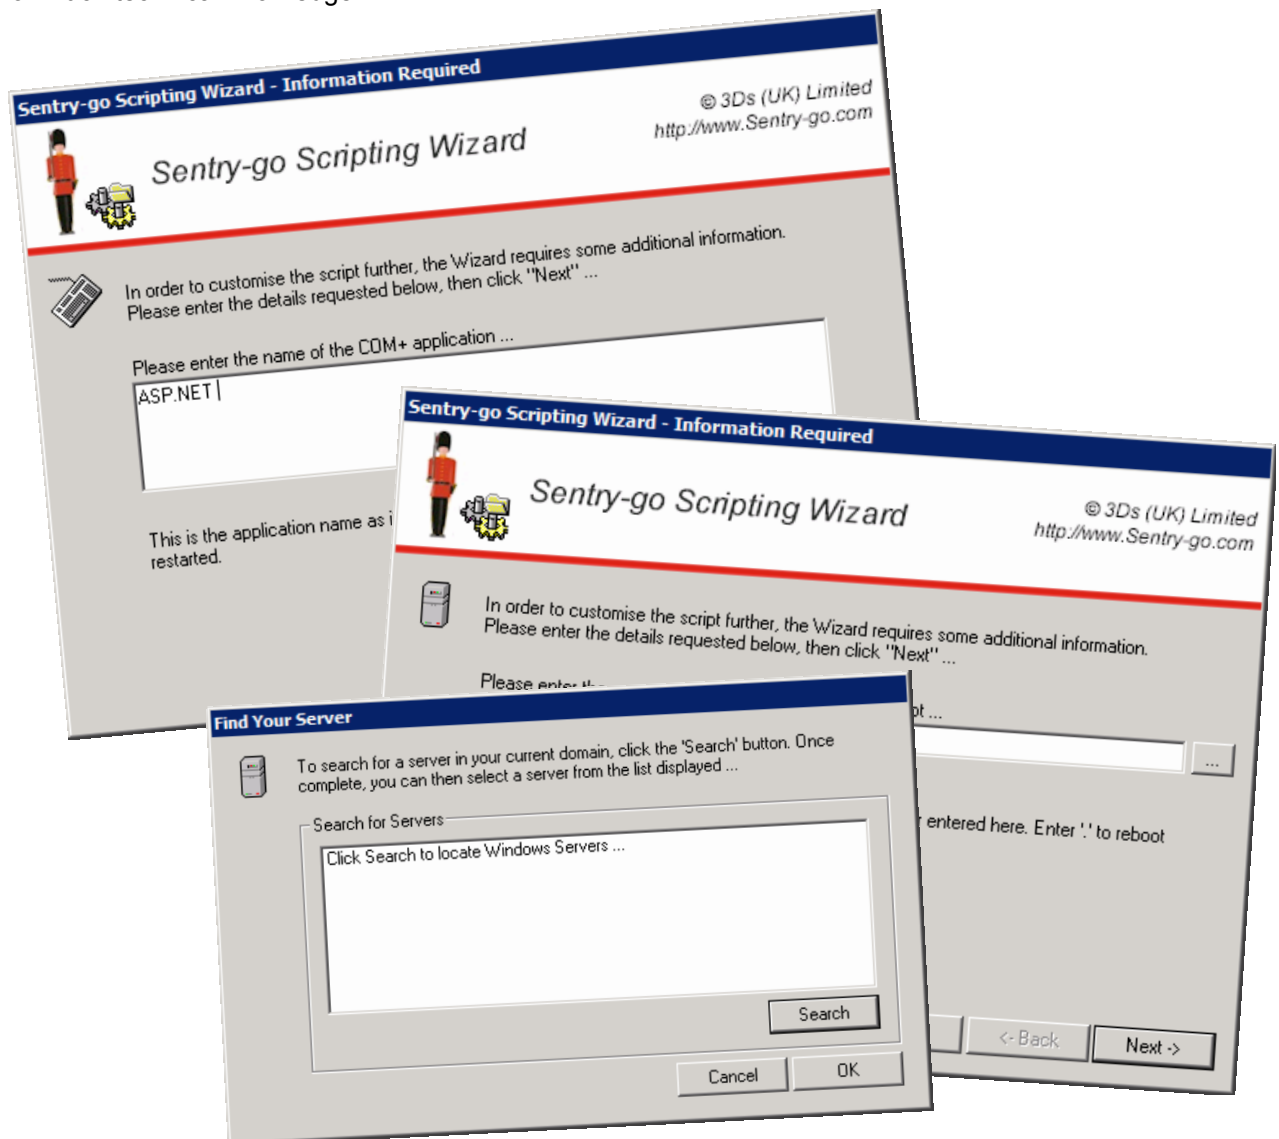 Sentry-go Scripting Wizard - Information Required
Sentry-go Scripting Wizard
© 3Ds (UK) Limited
http://www.Sentry-go.com
In order to customise the script further, the Wizard requires some additional information.
Please enter the details requested below, then click "Next" ...
Please enter the name of the COM+ application ...
ASP.NET
This is the application name as i
restarted.
Sentry-go Scripting Wizard - Information Required
Sentry-go Scripting Wizard
© 3Ds (UK) Limited
http://www.Sentry-go.com
In order to customise the script further, the Wizard requires some additional information.
Please enter the details requested below, then click "Next" ...
Please enter
...
entered here. Enter '.' to reboot
<- Back
Next ->
Find Your Server
To search for a server in your current domain, click the 'Search' button. Once
complete, you can then select a server from the list displayed ...
Search for Servers
Click Search to locate Windows Servers ...
Search
Cancel
OK